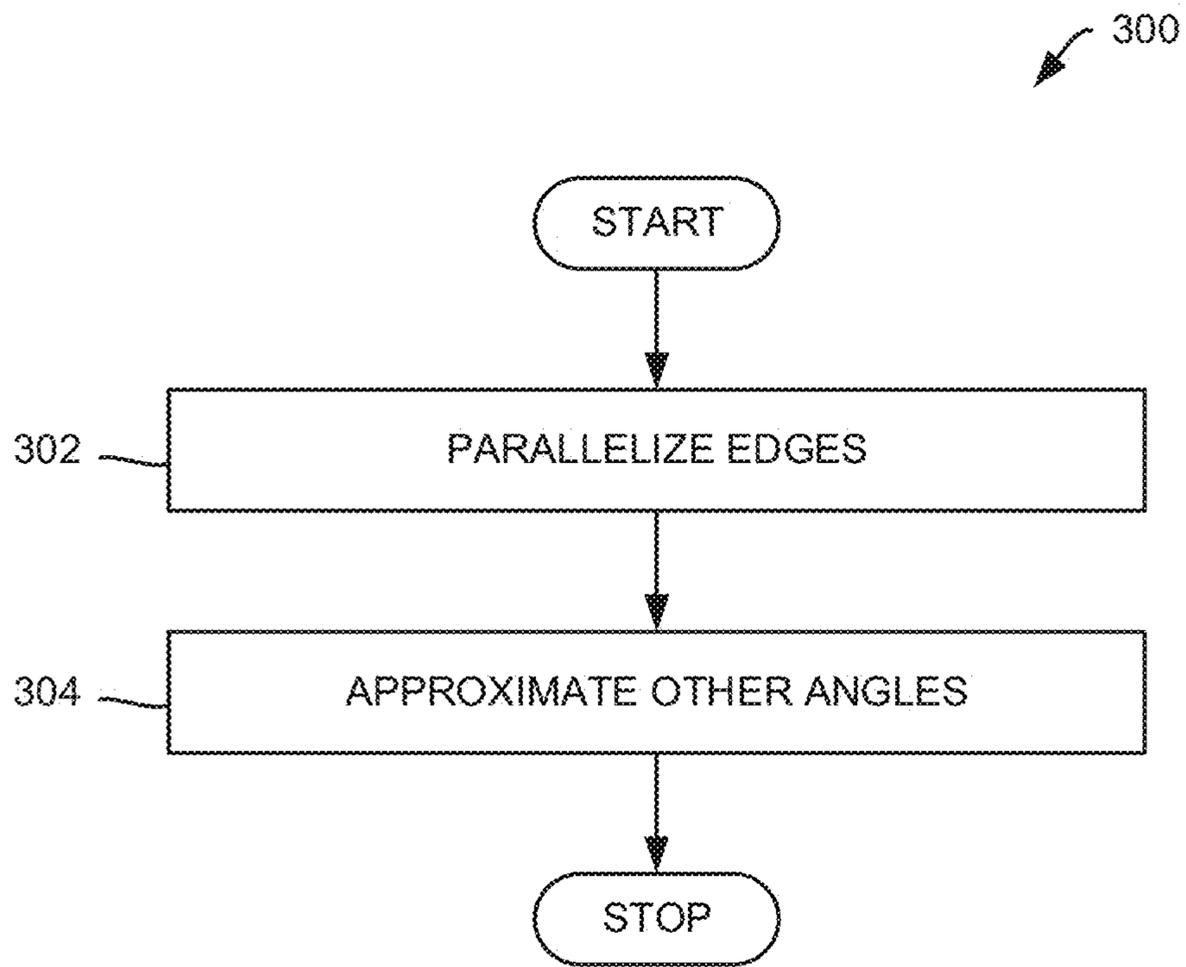 300
START
302
PARALLELIZE EDGES
304
APPROXIMATE OTHER ANGLES
STOP